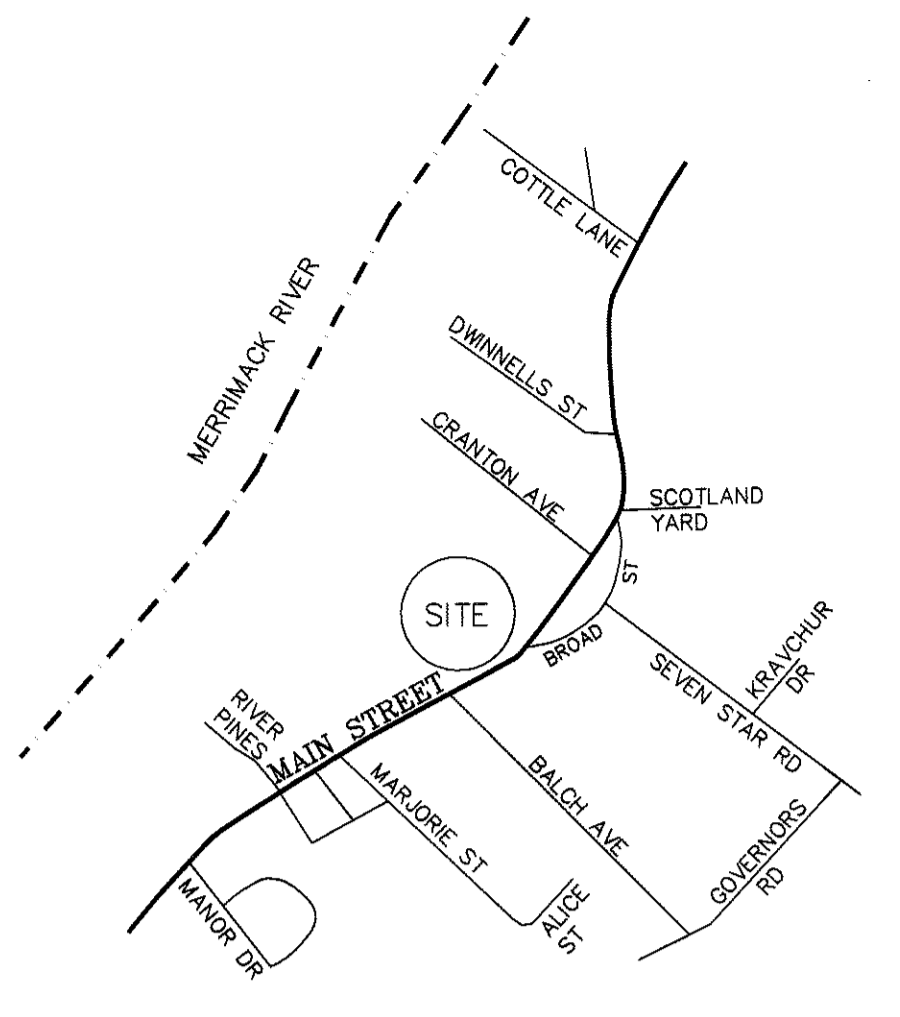 COTTLE LANE
MERRIMACK RIVER
DWINNELLS ST
CRANTON AVE
SCOTLAND
YARD
SITE
BROAD
ST
KRAVCHUR
DR
SEVEN STAR RD
RIVER
PINES
MAIN STREET
MARJORIE ST
BALCH AVE
GOVERNORS
RD
MANOR DR
ALICE
ST